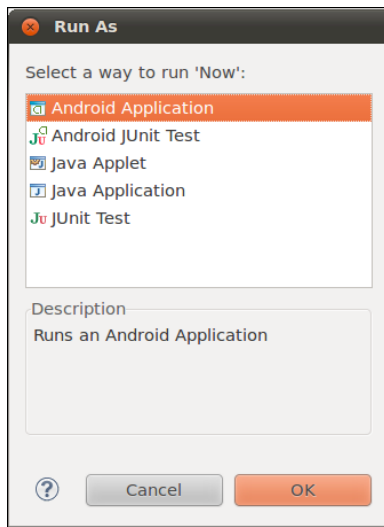 Run As
Select a way to run 'Now':
Android Application
Android JUnit Test
Java Applet
Java Application
JUnit Test
Description
Runs an Android Application
Cancel
OK